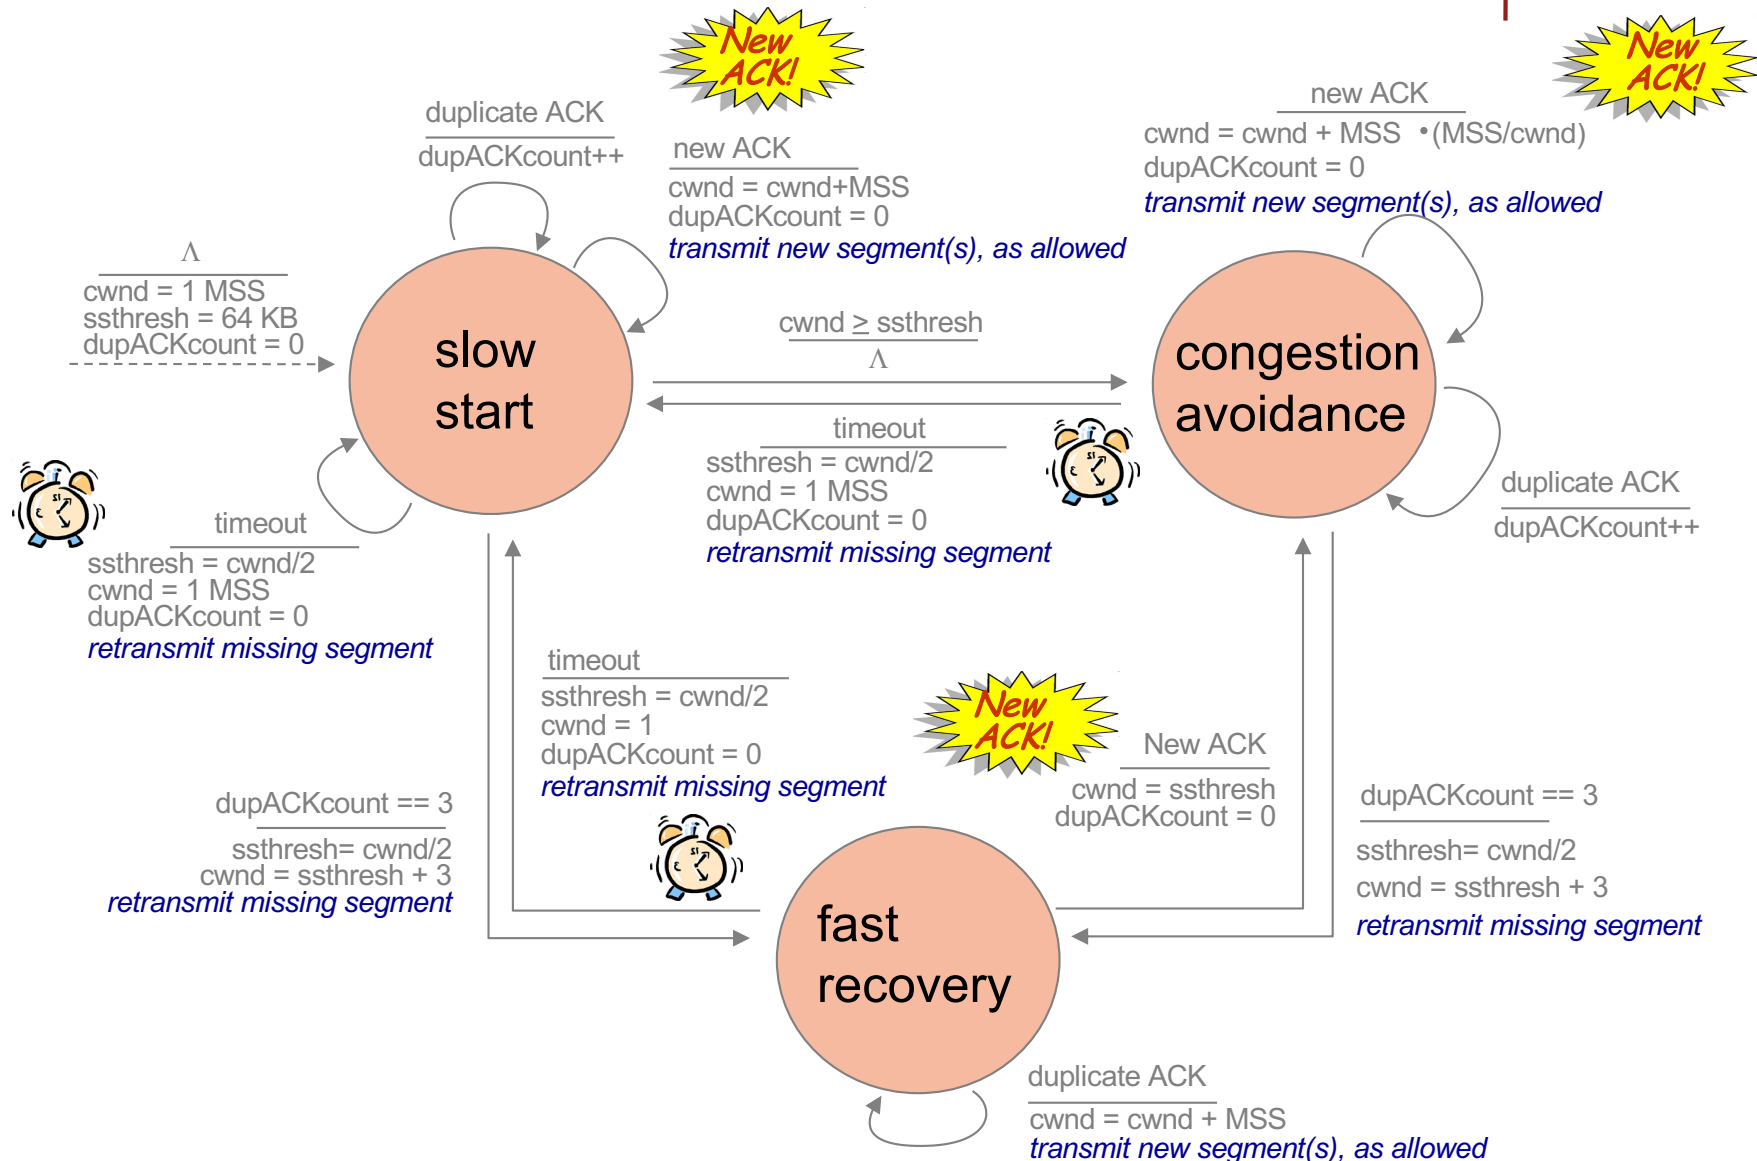 New
ACK!
New
ACK!
duplicate ACK
dupACKcount++
new ACK
cwnd = cwnd+MSS
dupACKcount = 0
transmit new segment(s), as allowed
new ACK
cwnd = cwnd + MSS •(MSS/cwnd)
dupACKcount = 0
transmit new segment(s), as allowed
Λ
cwnd = 1 MSS
ssthresh = 64 KB
dupACKcount = 0
slow
start
cwnd ≥ ssthresh
Λ
congestion
avoidance
timeout
ssthresh = cwnd/2
cwnd = 1 MSS
dupACKcount = 0
retransmit missing segment
duplicate ACK
dupACKcount++
timeout
ssthresh = cwnd/2
cwnd = 1 MSS
dupACKcount = 0
retransmit missing segment
timeout
ssthresh = cwnd/2
cwnd = 1
dupACKcount = 0
retransmit missing segment
New
ACK!
New ACK
cwnd = ssthresh
dupACKcount = 0
dupACKcount == 3
ssthresh= cwnd/2
cwnd = ssthresh + 3
retransmit missing segment
dupACKcount == 3
ssthresh= cwnd/2
cwnd = ssthresh + 3
retransmit missing segment
fast
recovery
duplicate ACK
cwnd = cwnd + MSS
transmit new segment(s), as allowed